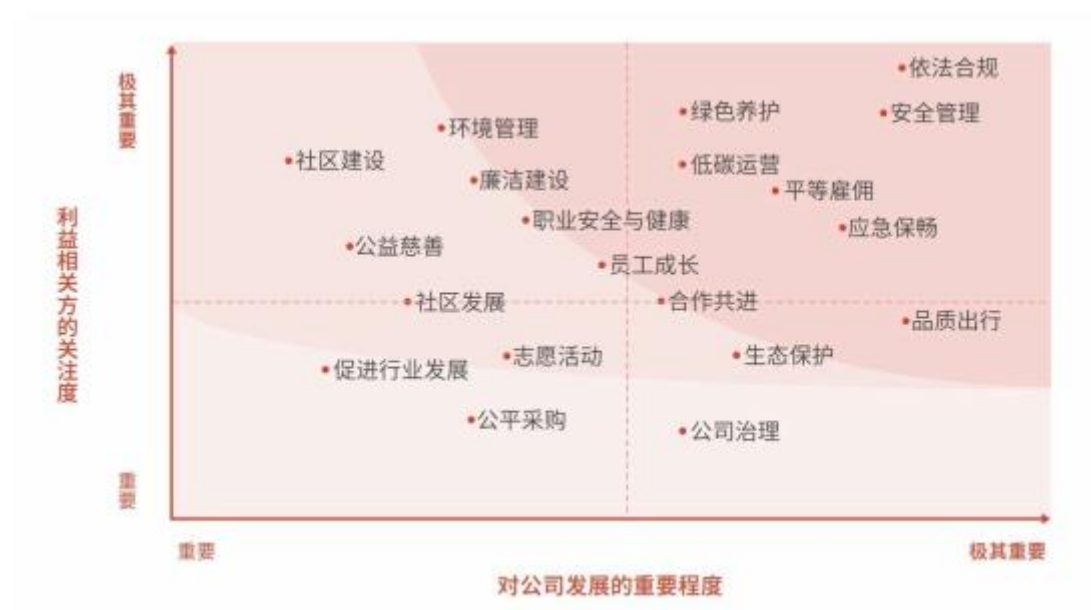 极其重要
依法合规
绿色养护
安全管理
环境管理
社区建设
低碳运营
廉洁建设
平等雇佣
职业安全与健康
应急保畅
公益慈善
员工成长
社区发展
合作共进
品质出行
利益相关方的关注度
志愿活动
生态保护
促进行业发展
公平采购
公司治理
重要
重要
极其重要
对公司发展的重要程度